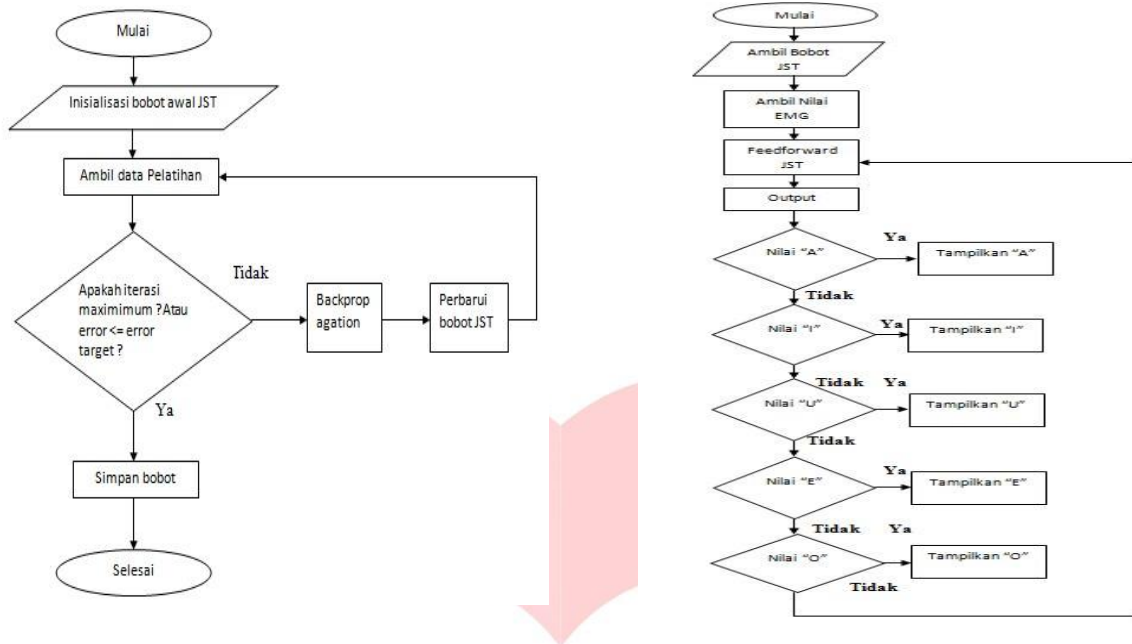 Mulai
Inisialisasi bobot awal JST
Ambil data Pelatihan
Apakah iterasi
maximimum ?Atau
error <= error
target ?
Tidak
Backprop
agation
Perbarui
bobot JST
Ya
Simpan bobot
Selesai
Mulai
Ambil Bobot
JST
Ambil Nilai
EMG
Feedforward
JST
Output
Nilai "A"
Ya
Tampilkan "A"
Tidak
Nilai "I"
Ya
Tampilkan "I"
Tidak
Nilai "U"
Ya
Tampilkan "U"
Tidak
Nilai "E"
Ya
Tampilkan "E"
Tidak
Nilai "O"
Ya
Tampilkan "O"
Tidak